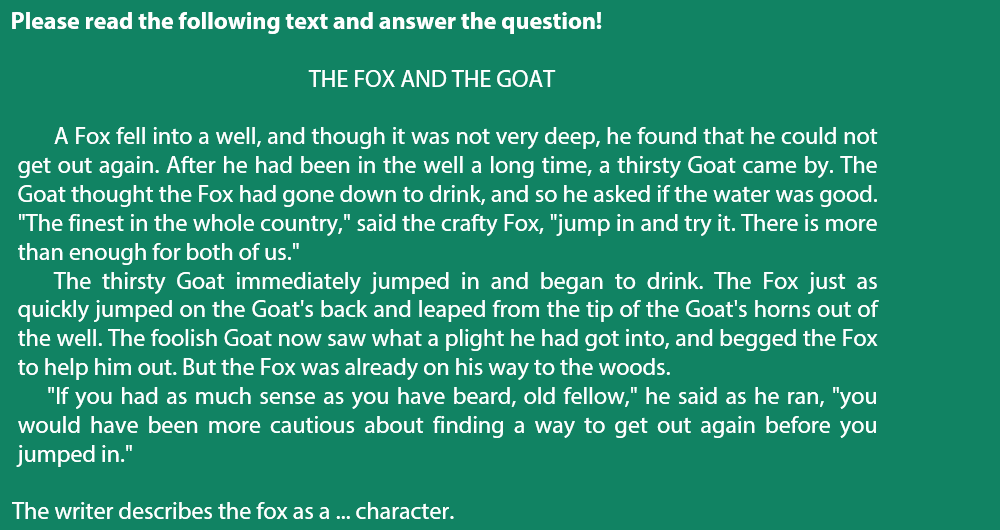 Please read the following text and answer the question!
THE FOX AND THE GOAT
A Fox fell into a well, and though it was not very deep, he found that he could not
get out again. After he had been in the well a long time, a thirsty Goat came by. The
Goat thought the Fox had gone down to drink, and so he asked if the water was good.
"The finest in the whole country," said the crafty Fox, "jump in and try it. There is more
than enough for both of us."
The thirsty Goat immediately jumped in and began to drink. The Fox just as
quickly jumped on the Goat's back and leaped from the tip of the Goat's horns out of
the well. The foolish Goat now saw what a plight he had got into, and begged the Fox
to help him out. But the Fox was already on his way to the woods.
"If you had as much sense as you have beard, old fellow," he said as he ran, "you
would have been more cautious about finding a way to get out again before you
jumped in."
The writer describes the fox as a ... character.